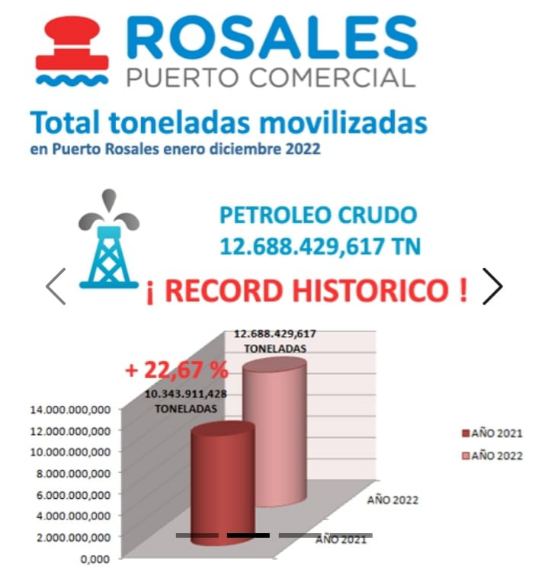 ROSALES
PUERTO COMERCIAL
Total toneladas movilizadas
en Puerto Rosales enero diciembre 2022
PETROLEO CRUDO
12.688.429,617 TN
¡ RECORD HISTORICO !
12.688.429,617
TONELADAS
+ 22,67 %
10.343.911,428
TONELADAS
14.000.000,000
12.000.000,000
10.000.000,000
8.000.000,000
6.000.000,000
4.000.000,000
2.000.000,000
0,000
AÑO 2021
AÑO 2022
AÑO 2022
AÑO 2021